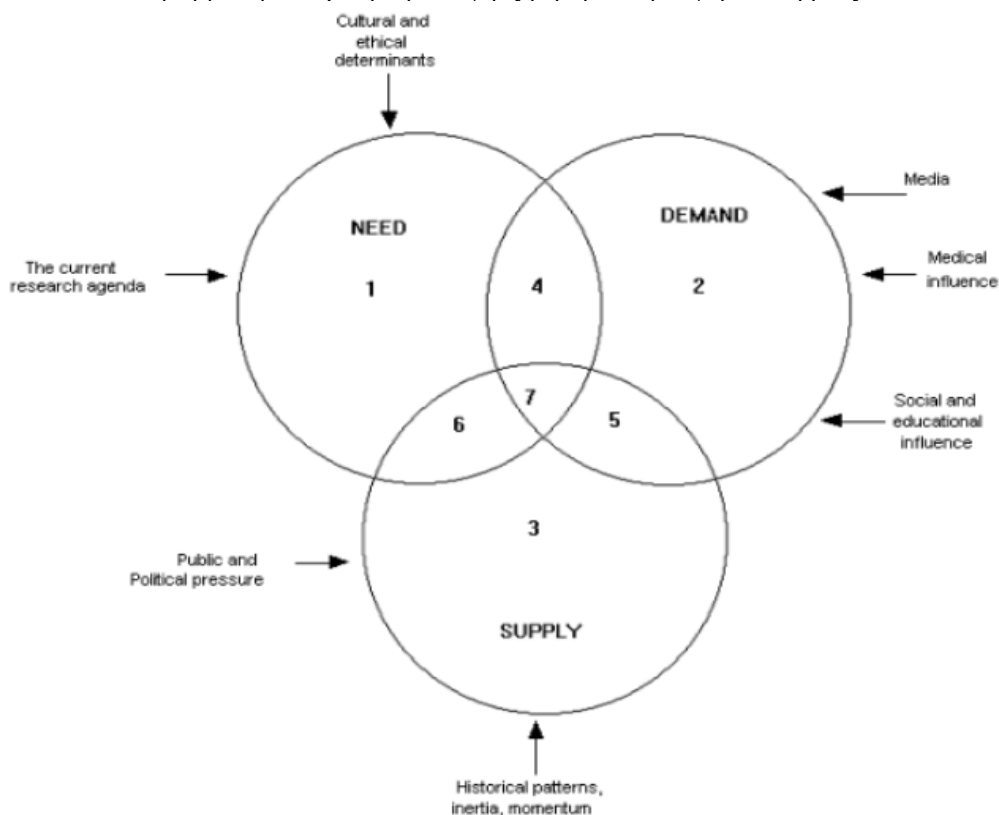 Cultural and
ethical
determinants
NEED
DEMAND
Media
The current
research agenda
1
4
2
Medical
influence
7
6
5
Social and
educational
influence
3
Public and
Political pressure
SUPPLY
Historical patterns,
inertia, momentum